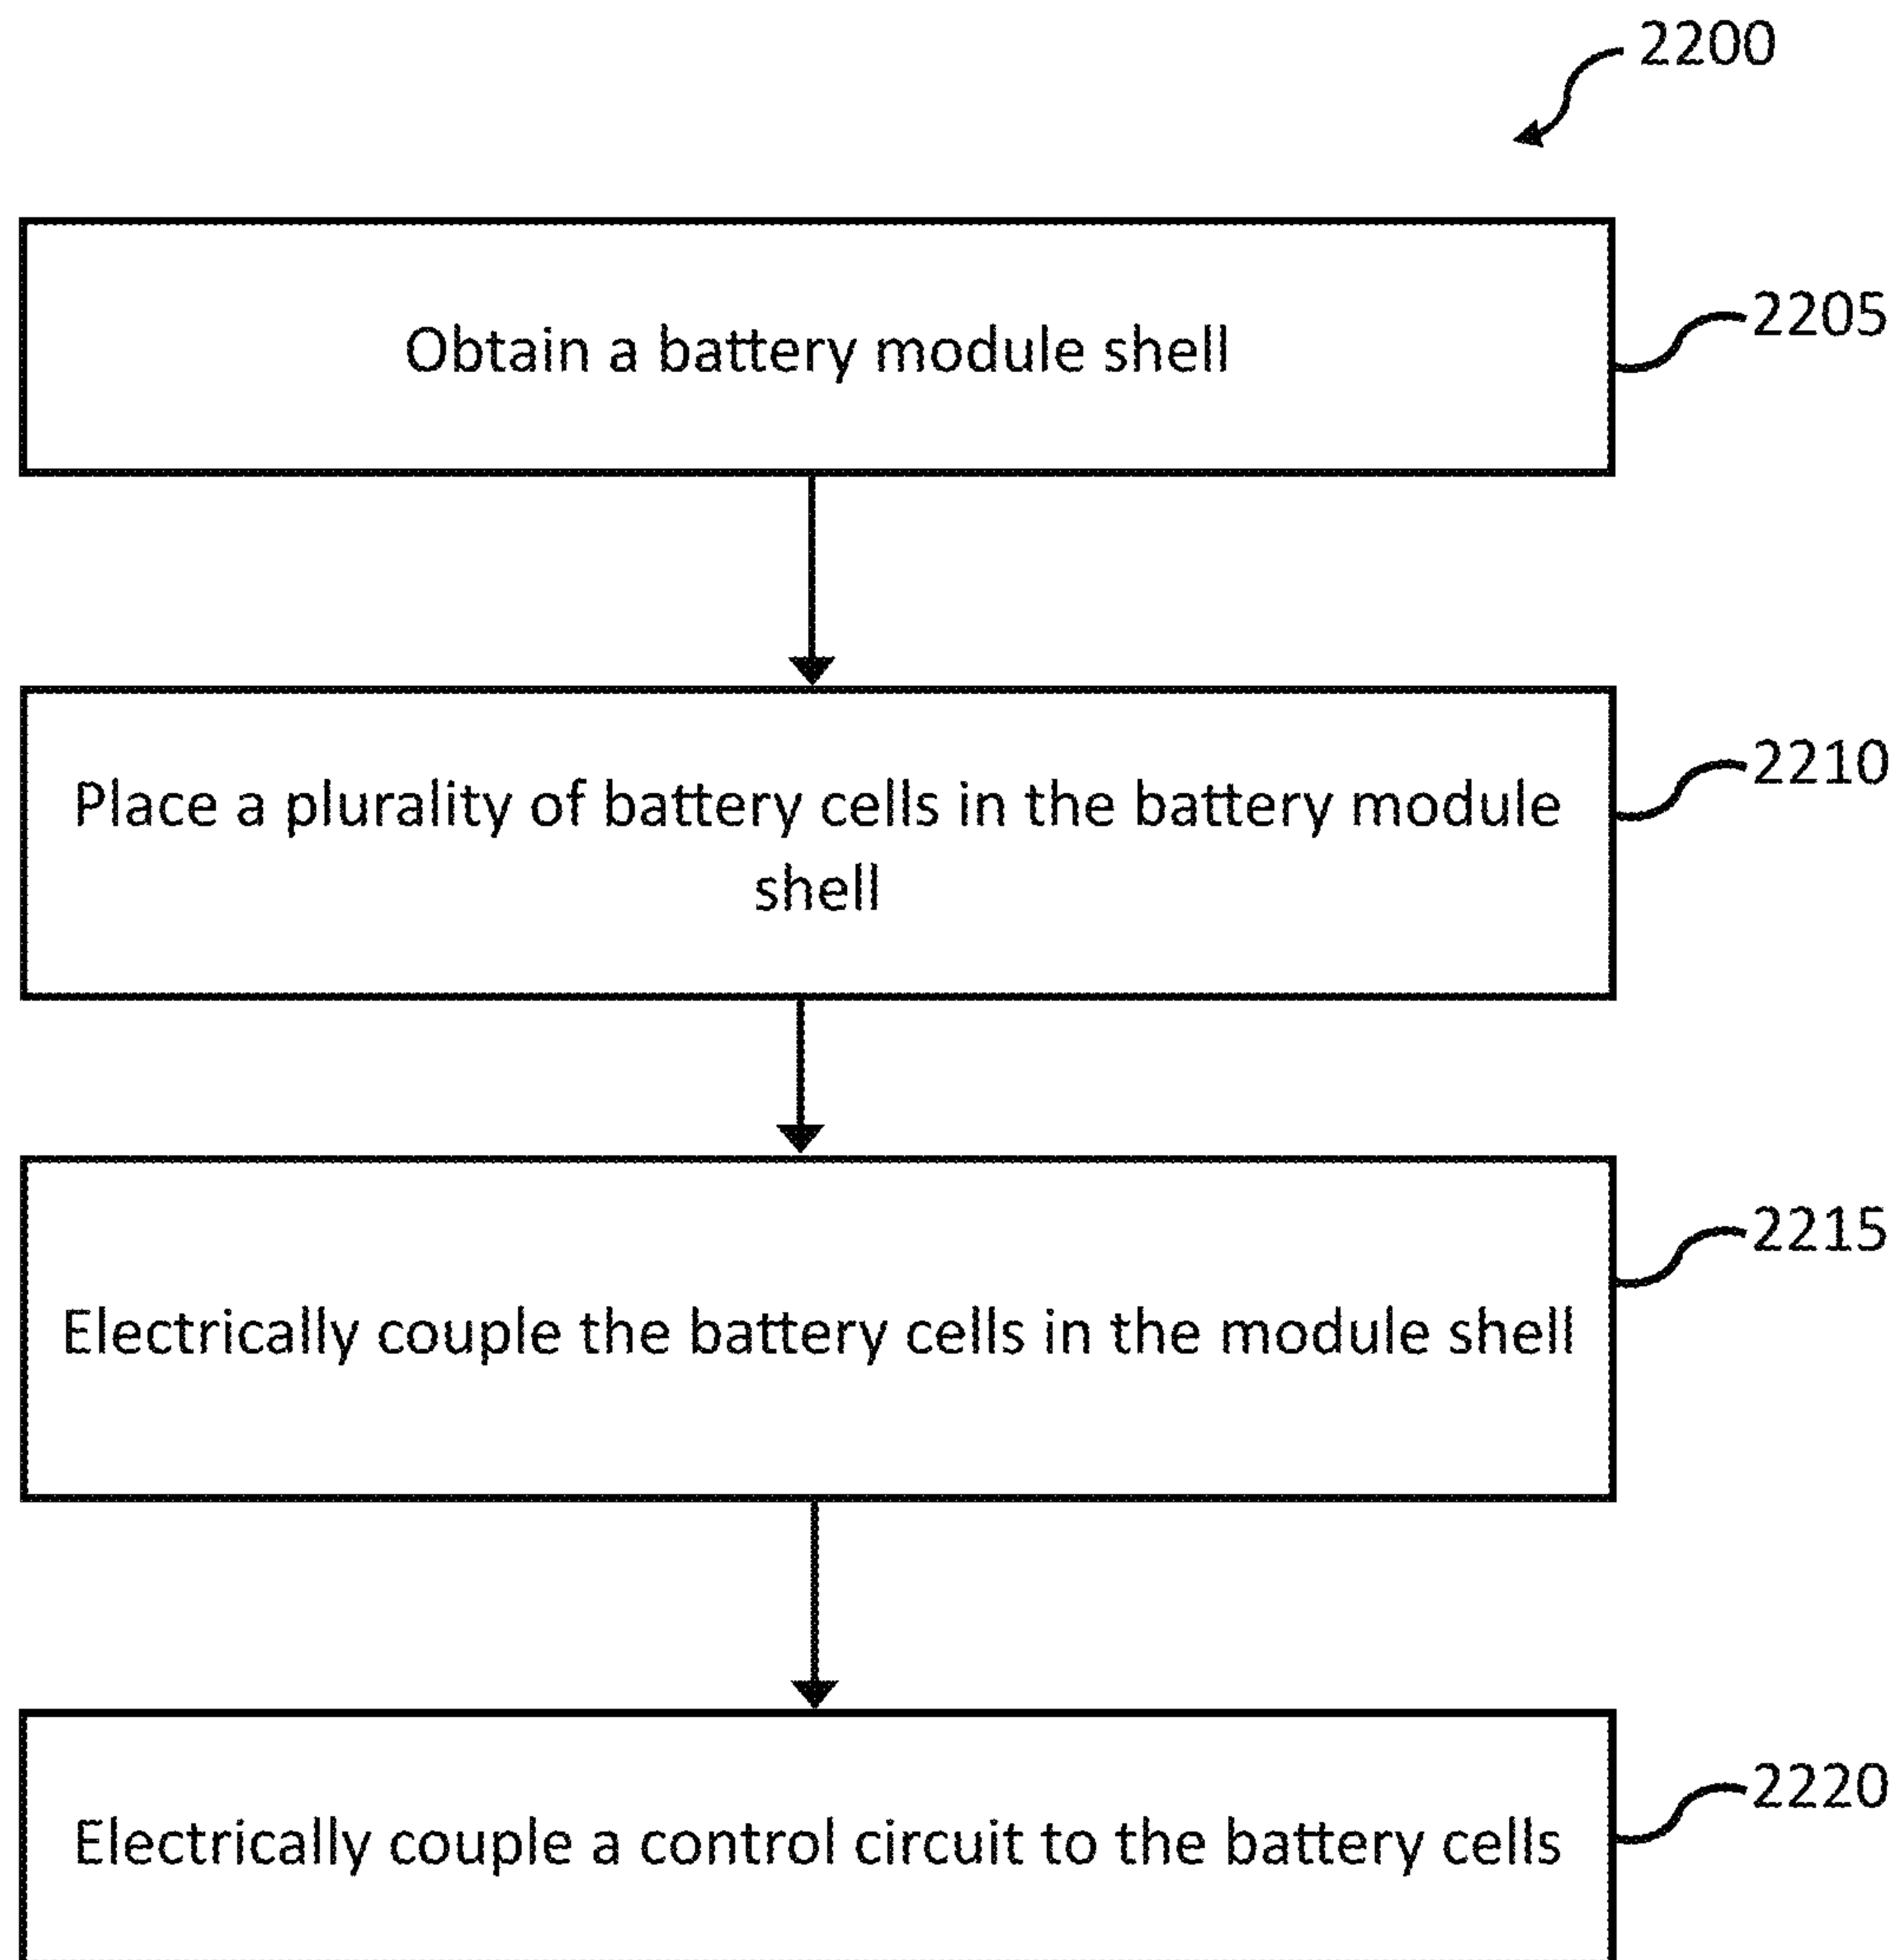 2200
Obtain a battery module shell
2205
Place a plurality of battery cells in the battery module
shell
2210
Electrically couple the battery cells in the module shell
2215
Electrically couple a control circuit to the battery cells
2220